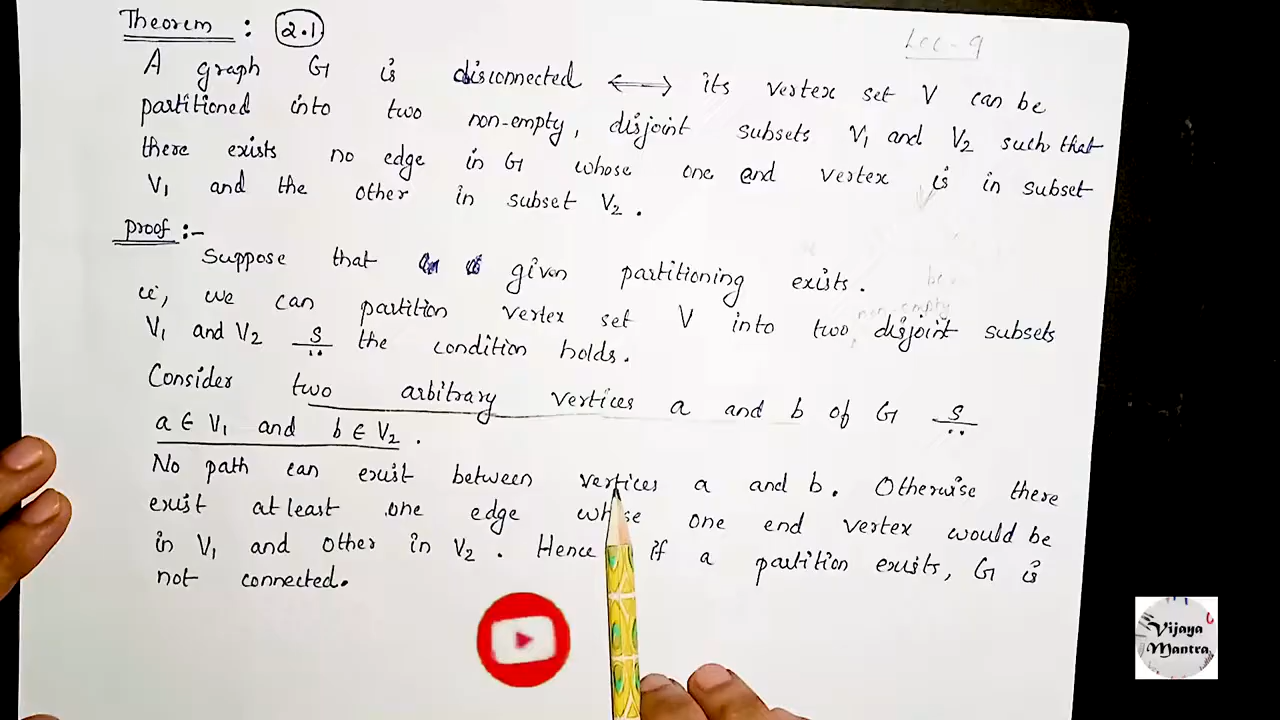 Theorem : 2.1
Lec - 9
A graph G is disconnected ⟷ its vertex set V can be
partitioned into two non-empty, disjoint subsets V₁ and V₂ such that
there exists no edge in G whose one end vertex is in subset
V₁ and the other in subset V₂.
Proof :-
Suppose that given partitioning exists.
ie, we can partition vertex set V into two, disjoint subsets
non empty
V₁ and V₂ s.t. the condition holds.
Consider two arbitrary vertices a and b of G s.t.
a ∈ V₁ and b ∈ V₂.
No path can exist between vertices a and b. Otherwise there
exist at least one edge whose one end vertex would be
in V₁ and other in V₂. Hence if a partition exists, G is
not connected.
Vijaya
Mantra